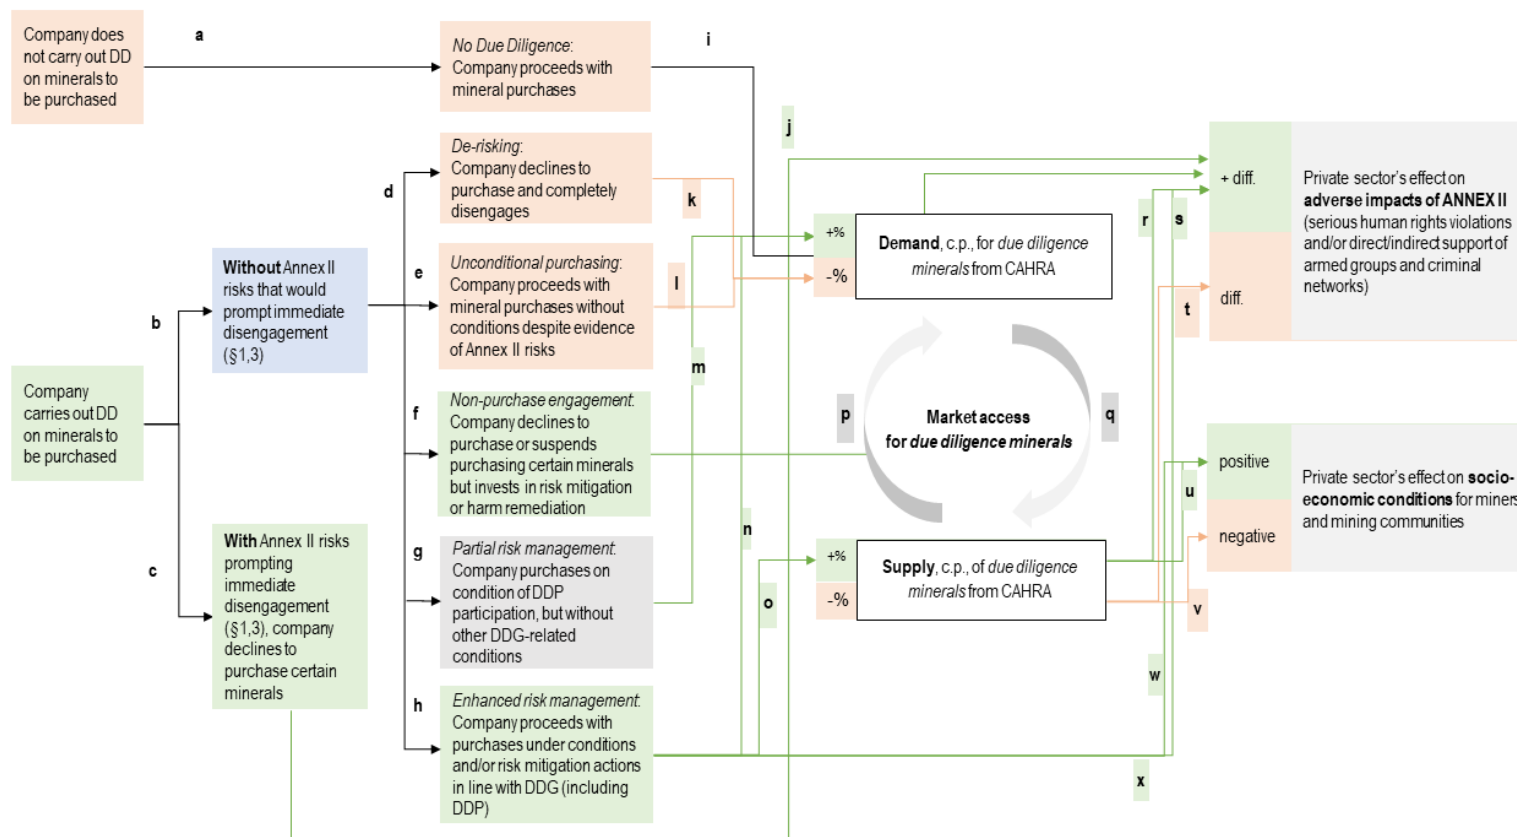 Company does
not carry out DD
on minerals to
be purchased
a
No Due Diligence:
Company proceeds with
mineral purchases
i
De-risking:
Company declines to
purchase and completely
disengages
d
k
j
b
Without Annex II
risks that would
prompt immediate
disengagement
(§1,3)
e
Unconditional purchasing:
Company proceeds with
mineral purchases without
conditions despite evidence
of Annex II risks
l
Company
carries out DD
on minerals to
be purchased
f
Non-purchase engagement:
Company declines to
purchase or suspends
purchasing certain minerals
but invests in risk mitigation
or harm remediation
m
c
With Annex II risks
prompting
immediate
disengagement
(§1,3), company
declines to
purchase certain
minerals
g
Partial risk management:
Company purchases on
condition of DDP
participation, but without
other DDG-related
conditions
n
o
h
Enhanced risk management:
Company proceeds with
purchases under conditions
and/or risk mitigation actions
in line with DDG (including
DDP)
+%
-%
Demand, c.p., for due diligence
minerals from CAHRA
p
Market access
for due diligence minerals
q
+%
-%
Supply, c.p., of due diligence
minerals from CAHRA
r
s
t
u
v
w
x
+ diff.
diff.
Private sector's effect on
adverse impacts of ANNEX II
(serious human rights violations
and/or direct/indirect support of
armed groups and criminal
networks)
positive
negative
Private sector's effect on socio-
economic conditions for miners
and mining communities